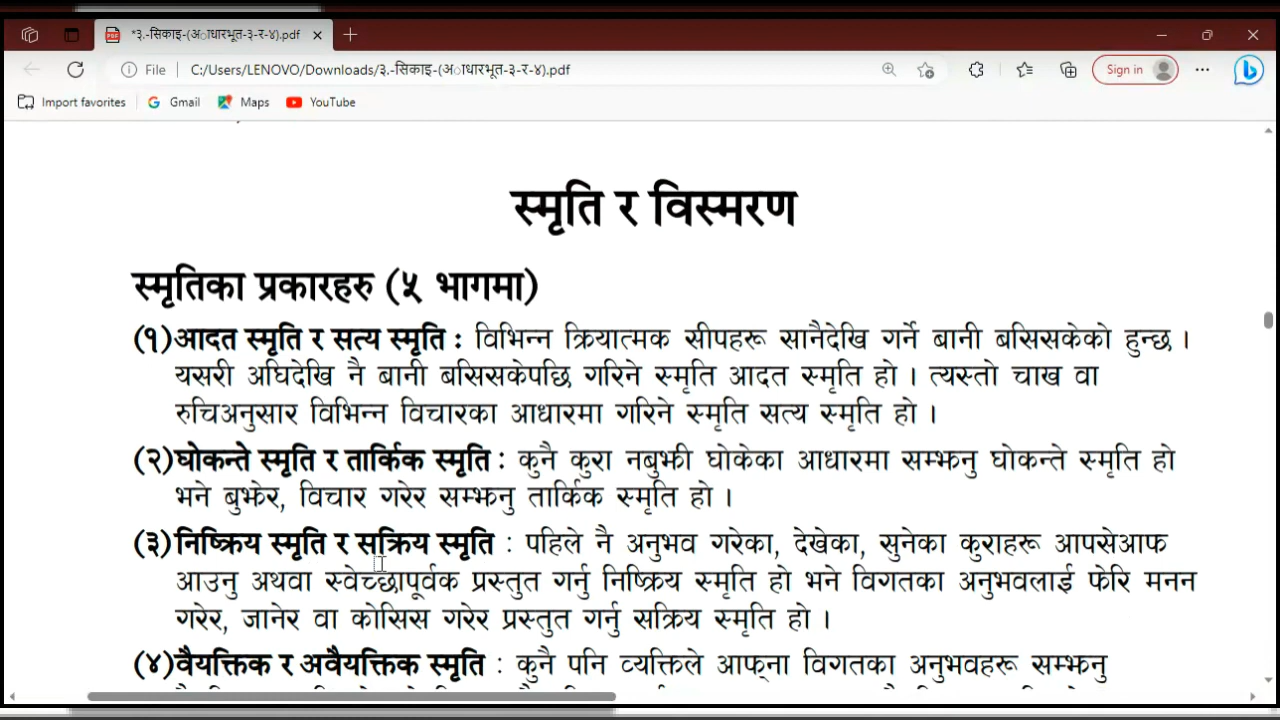 *३.-सिकाइ-(अाधारभूत-३-र-४).pdf
File
C:/Users/LENOVO/Downloads/३.-सिकाइ-(अाधारभूत-३-र-४).pdf
Sign in
Import favorites
Gmail
Maps
YouTube
स्मृति र विस्मरण
स्मृतिका प्रकारहरु (५ भागमा)
(१)आदत स्मृति र सत्य स्मृति : विभिन्न क्रियात्मक सीपहरू सानैदेखि गर्ने बानी बसिसकेको हुन्छ ।
यसरी अघिदेखि नै बानी बसिसकेपछि गरिने स्मृति आदत स्मृति हो । त्यस्तो चाख वा
रुचिअनुसार विभिन्न विचारका आधारमा गरिने स्मृति सत्य स्मृति हो ।
(२)घोकन्ते स्मृति र तार्किक स्मृति : कुनै कुरा नबुझी घोकेका आधारमा सम्झनु घोकन्ते स्मृति हो
भने बुझेर, विचार गरेर सम्झनु तार्किक स्मृति हो ।
(३)निष्क्रिय स्मृति र सक्रिय स्मृति : पहिले नै अनुभव गरेका, देखेका, सुनेका कुराहरू आपसेआफ
आउनु अथवा स्वेच्छापूर्वक प्रस्तुत गर्नु निष्क्रिय स्मृति हो भने विगतका अनुभवलाई फेरि मनन
गरेर, जानेर वा कोसिस गरेर प्रस्तुत गर्नु सक्रिय स्मृति हो ।
(४)वैयक्तिक र अवैयक्तिक स्मृति : कुनै पनि व्यक्तिले आफ्ना विगतका अनुभवहरू सम्झनु